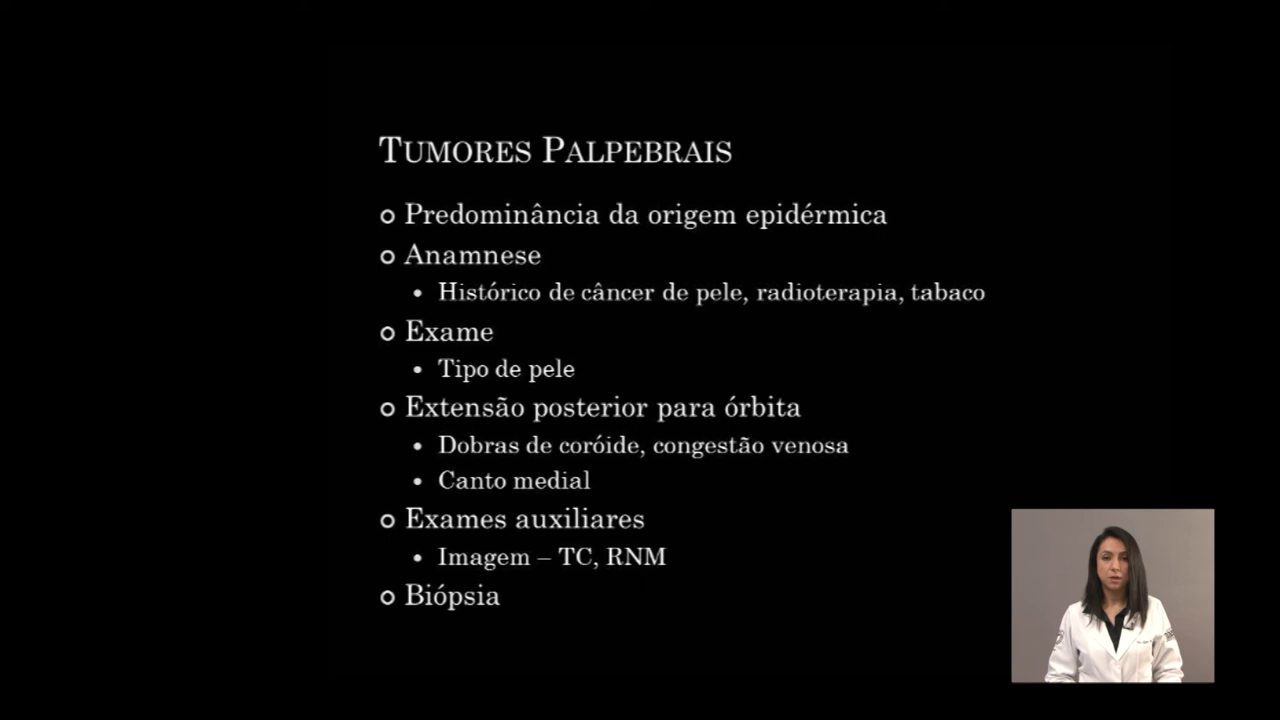 TUMORES PALPEBRAIS
Predominância da origem epidérmica
Anamnese
Histórico de câncer de pele, radioterapia, tabaco
Exame
Tipo de pele
Extensão posterior para órbita
Dobras de coróide, congestão venosa
Canto medial
Exames auxiliares
Imagem – TC, RNM
Biópsia